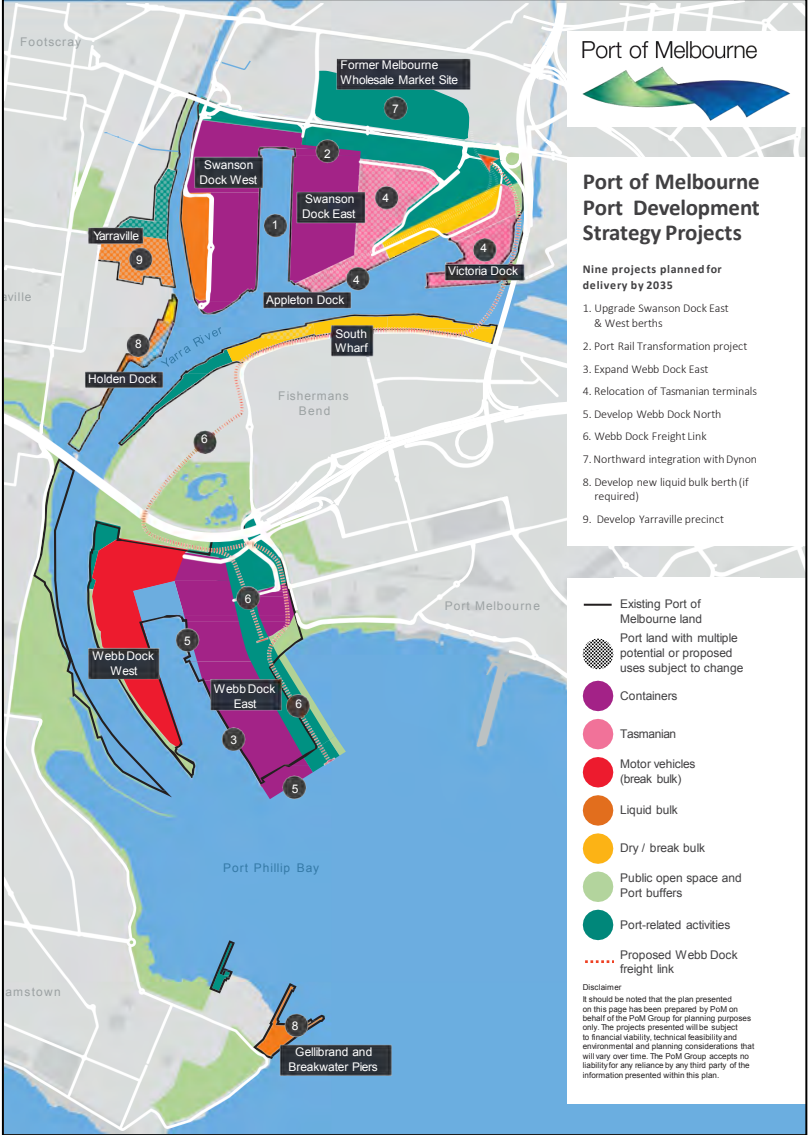 Footscray
Former Melbourne
Wholesale Market Site
7
2
Swanson
Dock West
Swanson
Dock East
4
1
Yarraville
9
4
Victoria Dock
4
Appleton Dock
ville
8
Yarra River
South
Wharf
Holden Dock
Fishermans
Bend
6
6
Port Melbourne
5
Webb Dock
West
Webb Dock
East
6
3
5
Port Phillip Bay
amstown
8
Gellibrand and
Breakwater Piers
Port of Melbourne
Port of Melbourne
Port Development
Strategy Projects
Nine projects planned for
delivery by 2035
1. Upgrade Swanson Dock East
& West berths
2. Port Rail Transformation project
3. Expand Webb Dock East
4. Relocation of Tasmanian terminals
5. Develop Webb Dock North
6. Webb Dock Freight Link
7. Northward integration with Dynon
8. Develop new liquid bulk berth (if
required)
9. Develop Yarraville precinct
Existing Port of
Melbourne land
Port land with multiple
potential or proposed
uses subject to change
Containers
Tasmanian
Motor vehicles
(break bulk)
Liquid bulk
Dry / break bulk
Public open space and
Port buffers
Port-related activities
Proposed Webb Dock
freight link
Disclaimer
It should be noted that the plan presented
on this page has been prepared by PoM on
behalf of the PoM Group for planning purposes
only. The projects presented will be subject
to financial viability, technical feasibility and
environmental and planning considerations that
will vary over time. The PoM Group accepts no
liability for any reliance by any third party of the
information presented within this plan.